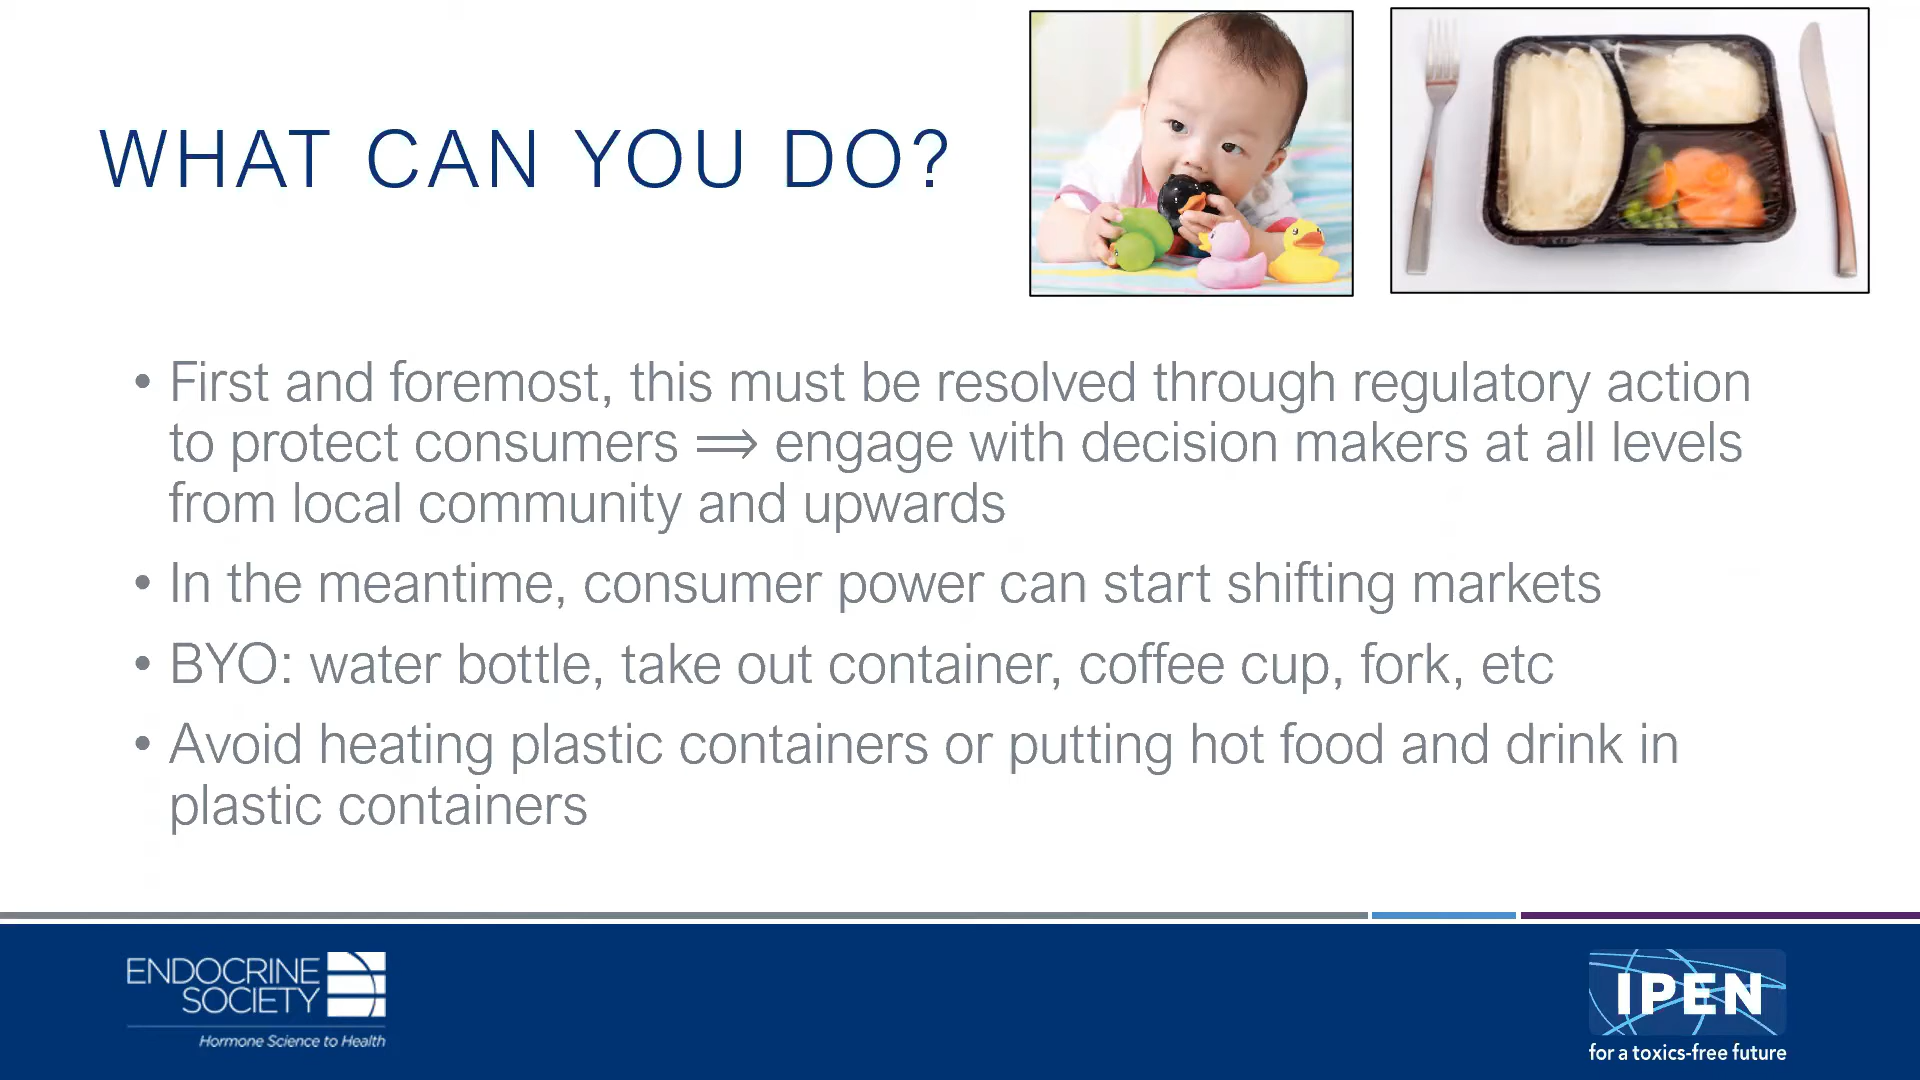 WHAT CAN YOU DO?
• First and foremost, this must be resolved through regulatory action
to protect consumers ⟹ engage with decision makers at all levels
from local community and upwards
• In the meantime, consumer power can start shifting markets
• BYO: water bottle, take out container, coffee cup, fork, etc
• Avoid heating plastic containers or putting hot food and drink in
plastic containers
ENDOCRINE
SOCIETY
Hormone Science to Health
IPEN
for a toxics-free future